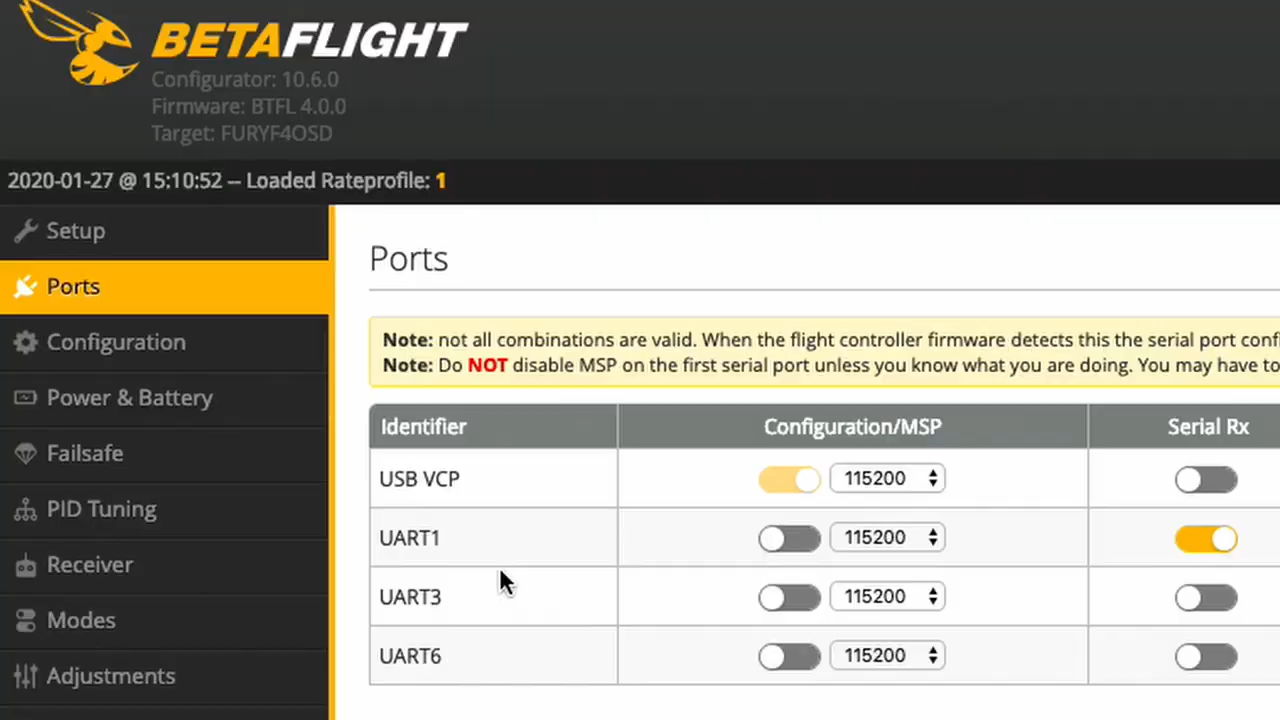 BETAFLIGHT
Configurator: 10.6.0
Firmware: BTFL 4.0.0
Target: FURYF4OSD
2020-01-27 @ 15:10:52 -- Loaded Rateprofile: 1
Setup
Ports
Configuration
Power & Battery
Failsafe
PID Tuning
Receiver
Modes
Adjustments
Ports
Note: not all combinations are valid. When the flight controller firmware detects this the serial port confi
Note: Do NOT disable MSP on the first serial port unless you know what you are doing. You may have to
Identifier Configuration/MSP Serial Rx
USB VCP 115200
UART1 115200
UART3 115200
UART6 115200